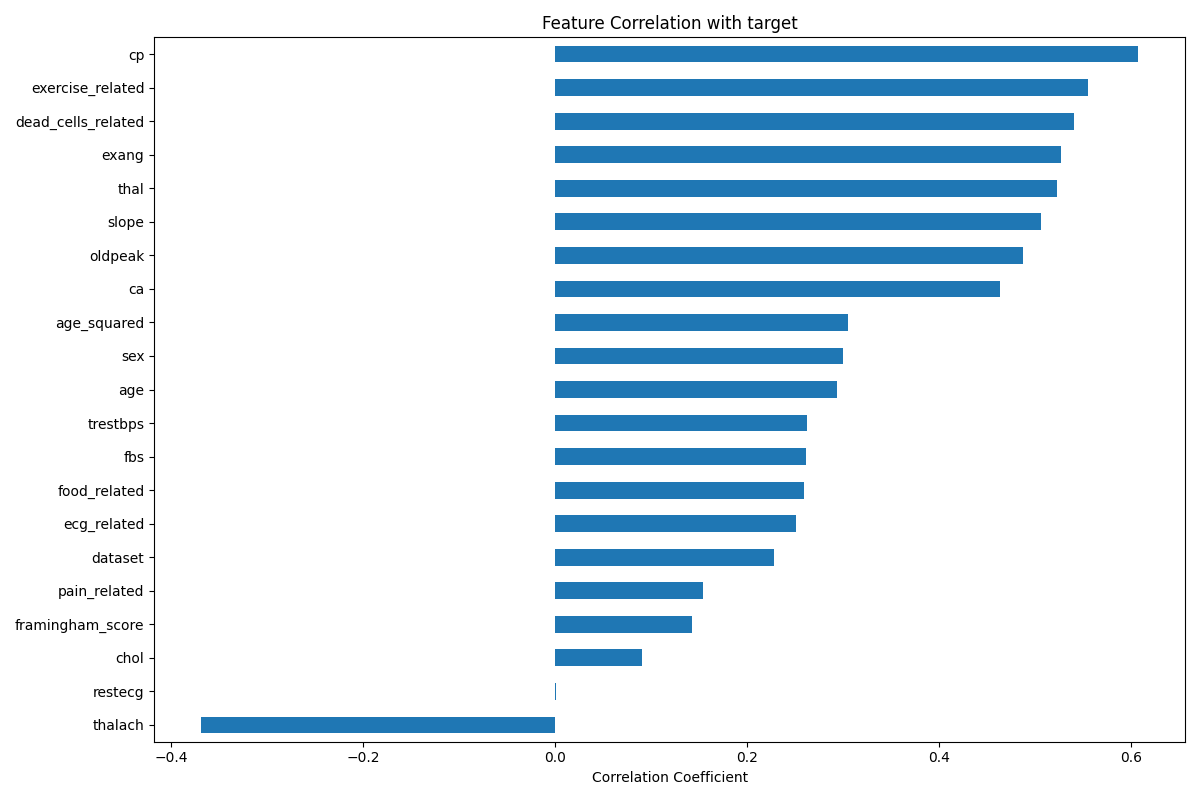 Feature Correlation with target
cp
exercise_related
dead_cells_related
exang
thal
slope
oldpeak
ca
age_squared
sex
age
trestbps
fbs
food_related
ecg_related
dataset
pain_related
framingham_score
chol
restecg
thalach
−0.4 −0.2 0.0 0.2 0.4 0.6
Correlation Coefficient